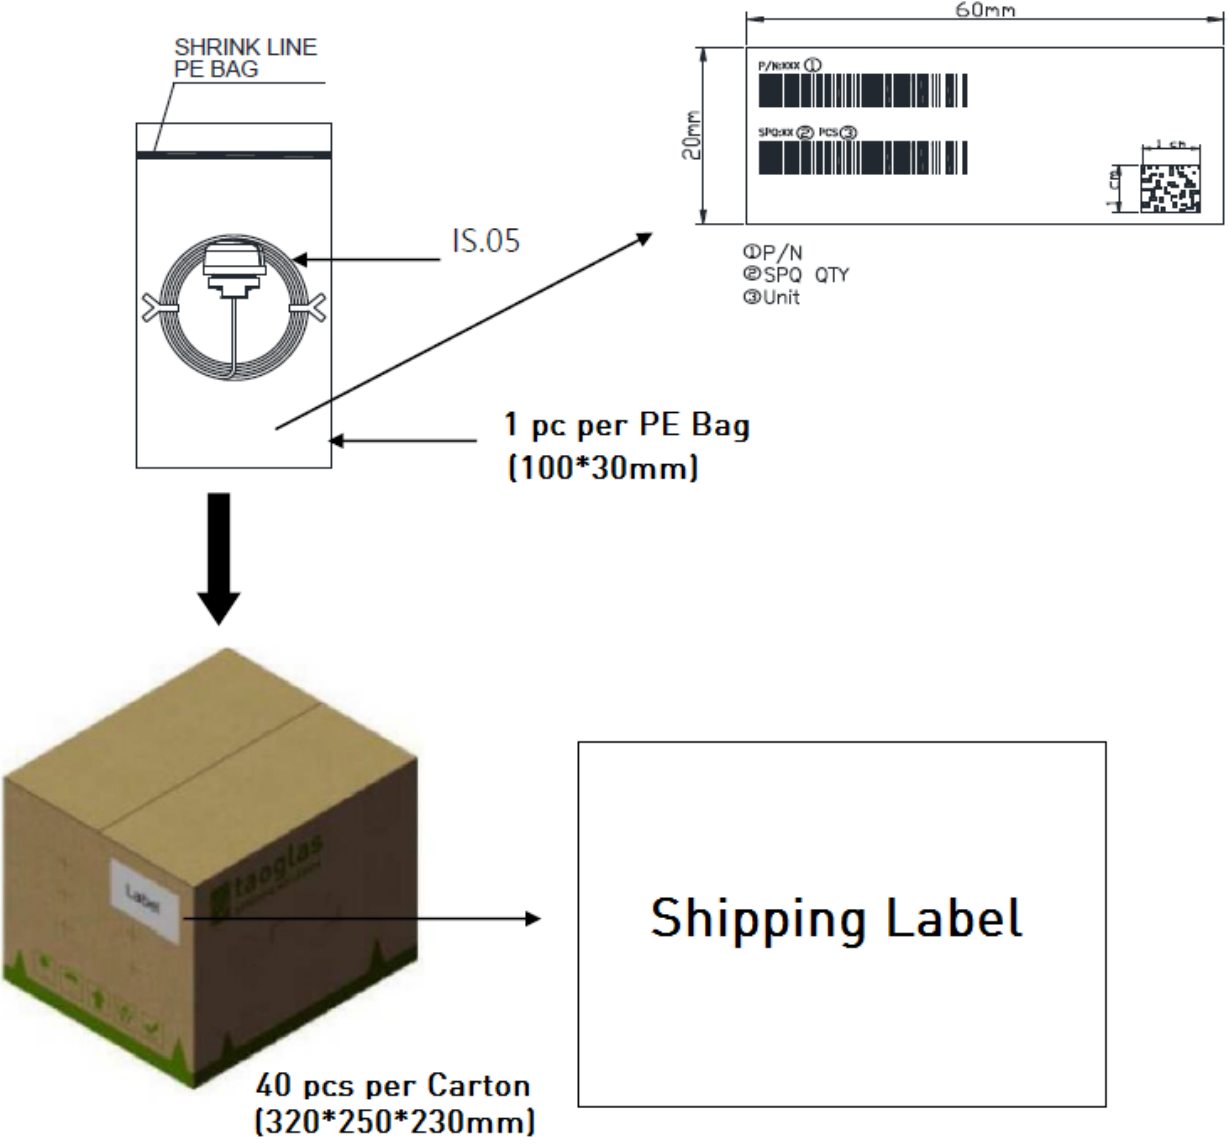 SHRINK LINE
PE BAG
IS.05
1 pc per PE Bag
(100*30mm)
60mm
20mm
P/N:XXX ①
SPQ:XX ② PCS③
1 cm
1 cm
①P/N
②SPQ QTY
③Unit
Label
taoglas
40 pcs per Carton
(320*250*230mm)
Shipping Label